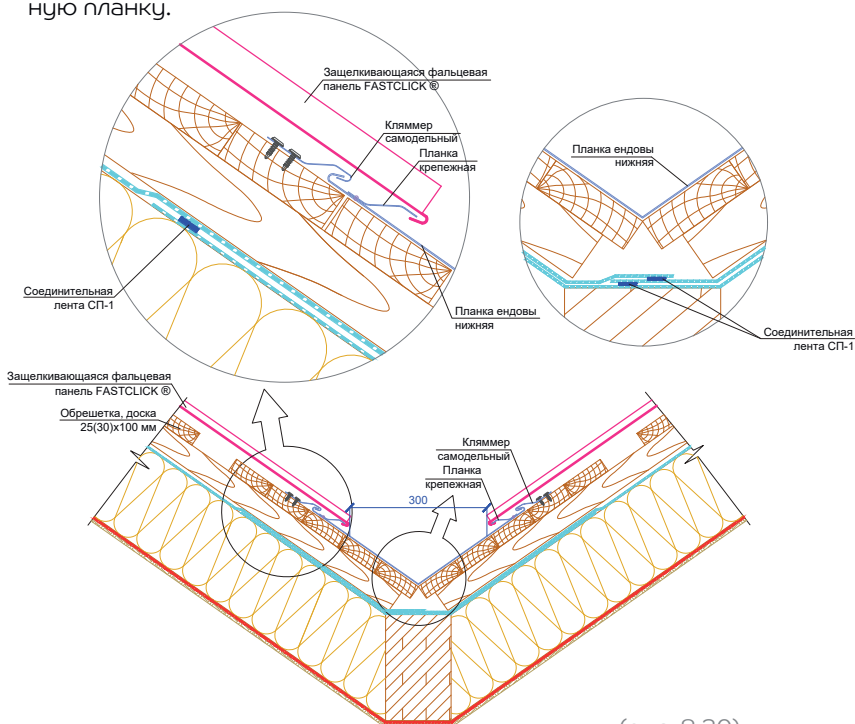 ную планку.
Защелкивающаяся фальцевая
панель FASTCLICK ®
Кляммер
самодельный
Планка
крепежная
Соединительная
лента СП-1
Планка ендовы
нижняя
Планка ендовы
нижняя
Соединительная
лента СП-1
Защелкивающаяся фальцевая
панель FASTCLICK ®
Обрешетка, доска
25(30)х100 мм
Кляммер
самодельный
Планка
крепежная
300